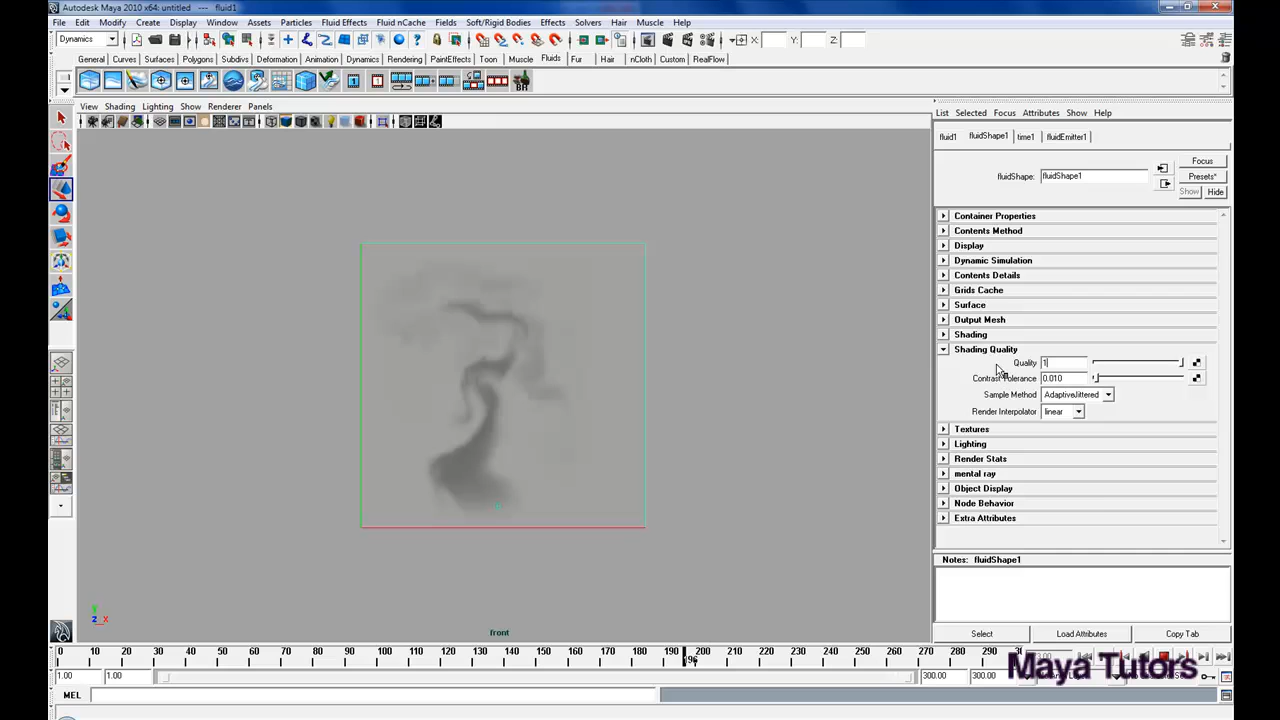 Autodesk Maya 2010 x64: untitled --- fluid1
File Edit Modify Create Display Window Assets Particles Fluid Effects Fluid nCache Fields Soft/Rigid Bodies Effects Solvers Hair Muscle Help
Dynamics X: Y: Z:
General Curves Surfaces Polygons Subdivs Deformation Animation Dynamics Rendering PaintEffects Toon Muscle Fluids Fur Hair nCloth Custom RealFlow
View Shading Lighting Show Renderer Panels
List Selected Focus Attributes Show Help
fluid1 fluidShape1 time1 fluidEmitter1
Focus
fluidShape: fluidShape1 Presets*
Show Hide
Container Properties
Contents Method
Display
Dynamic Simulation
Contents Details
Grids Cache
Surface
Output Mesh
Shading
Shading Quality
Quality 1
Contrast Tolerance 0.010
Sample Method AdaptiveJittered
Render Interpolator linear
Textures
Lighting
Render Stats
mental ray
Object Display
Node Behavior
Extra Attributes
Notes: fluidShape1
y
z x
front
Select Load Attributes Copy Tab
0 10 20 30 40 50 60 70 80 90 100 110 120 130 140 150 160 170 180 190 200 210 220 230 240 250 260 270 280 290
196
1.00 1.00 300.00 300.00
Maya Tutors
MEL